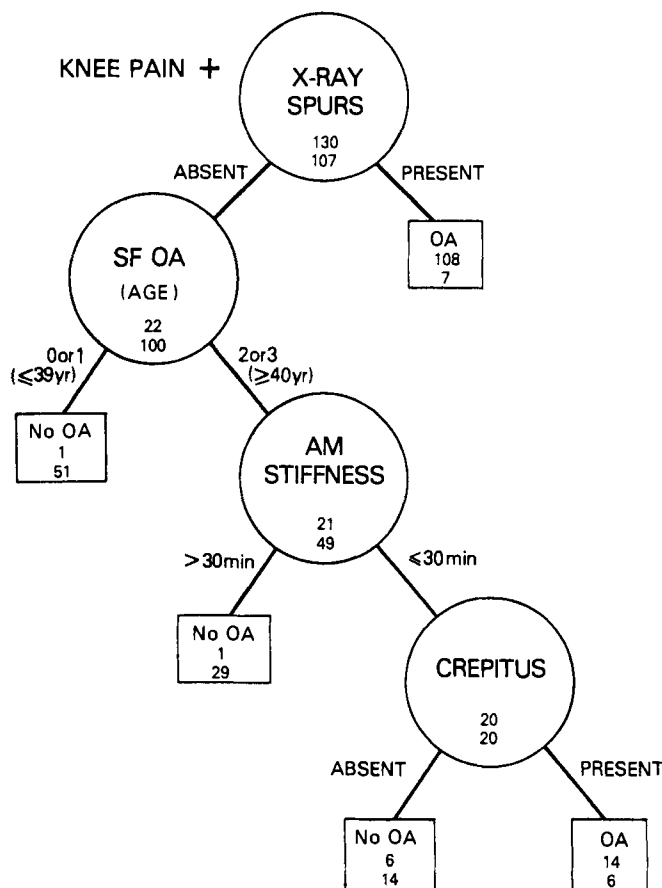 KNEE PAIN +
X-RAY
SPURS
130
107
ABSENT
PRESENT
SF OA
(AGE)
22
100
OA
108
7
0or1
(≤39yr)
2or3
(≥40yr)
No OA
1
51
AM
STIFFNESS
21
49
>30min
≤30min
No OA
1
29
CREPITUS
20
20
ABSENT
PRESENT
No OA
6
14
OA
14
6